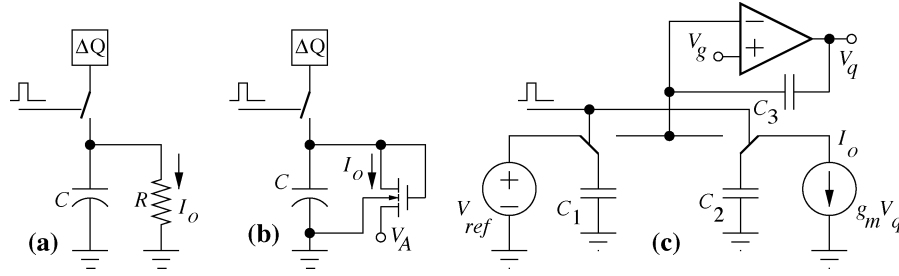 ΔQ
C
R
I_o
(a)
ΔQ
C
I_o
V_A
(b)
V_g
−
+
V_q
C_3
I_o
+
−
V_ref
C_1
C_2
g_m V_q
(c)